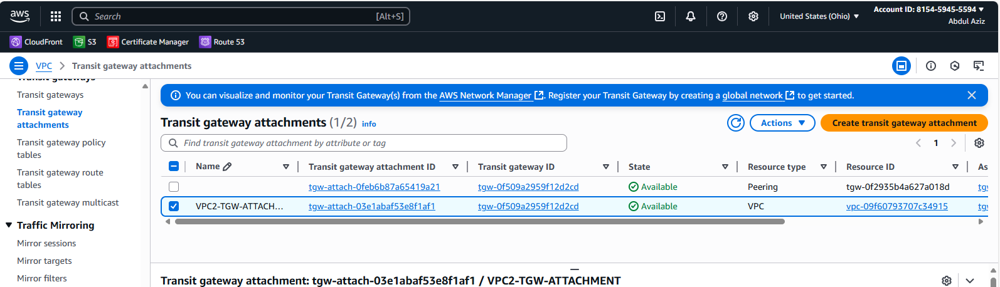 aws
Search
[Alt+S]
United States (Ohio)
Account ID: 8154-5945-5594
Abdul Aziz
CloudFront
S3
Certificate Manager
Route 53
VPC
Transit gateway attachments
Transit gateways
Transit gateways
Transit gateway
attachments
Transit gateway policy
tables
Transit gateway route
tables
Transit gateway multicast
Traffic Mirroring
Mirror sessions
Mirror targets
Mirror filters
You can visualize and monitor your Transit Gateway(s) from the AWS Network Manager. Register your Transit Gateway by creating a global network to get started.
Transit gateway attachments (1/2) info
Actions
Create transit gateway attachment
Find transit gateway attachment by attribute or tag
1
Name Transit gateway attachment ID Transit gateway ID State Resource type Resource ID As
tgw-attach-0feb6b87a65419a21 tgw-0f509a2959f12d2cd Available Peering tgw-0f2935b4a627a018d tgw
VPC2-TGW-ATTACH... tgw-attach-03e1abaf53e8f1af1 tgw-0f509a2959f12d2cd Available VPC vpc-09f60793707c34915 tgw
Transit gateway attachment: tgw-attach-03e1abaf53e8f1af1 / VPC2-TGW-ATTACHMENT